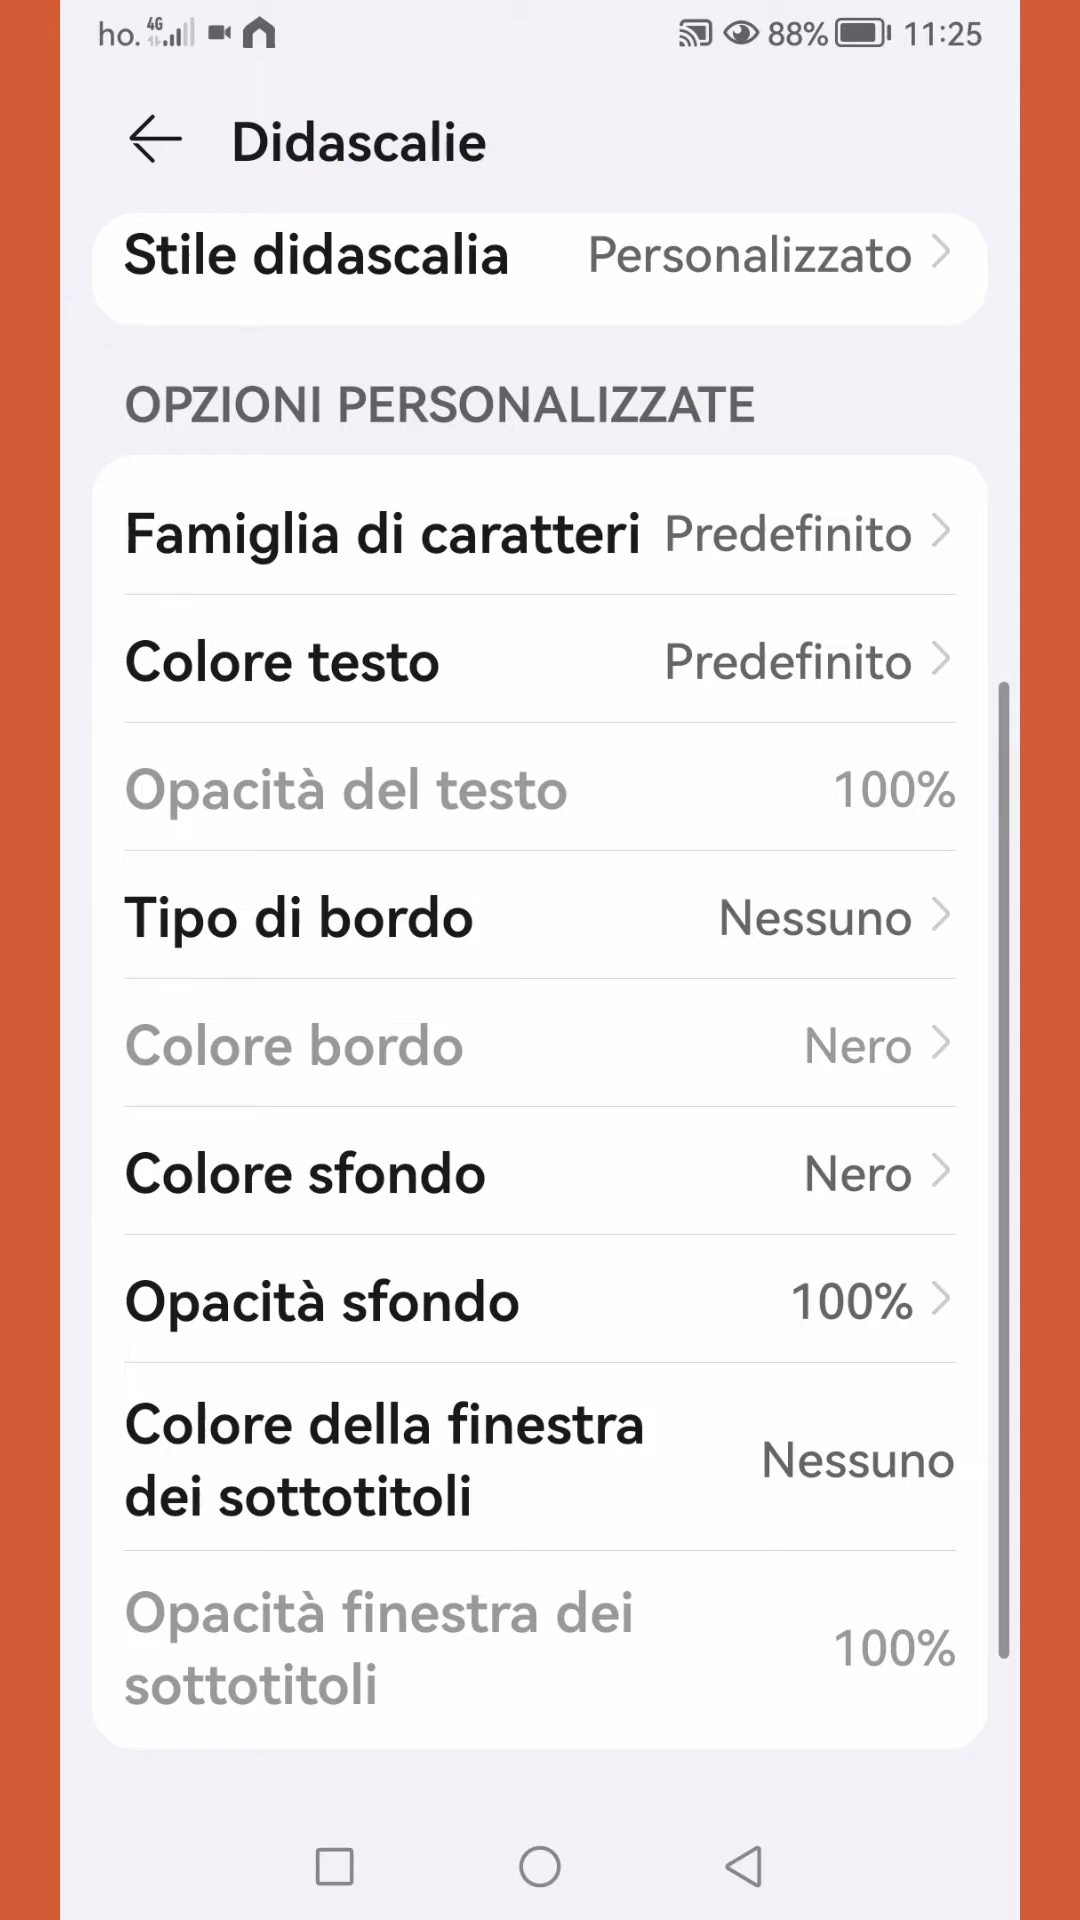 ho. 4G 88% 11:25
Didascalie
Stile didascalia Personalizzato
OPZIONI PERSONALIZZATE
Famiglia di caratteri Predefinito
Colore testo Predefinito
Opacità del testo 100%
Tipo di bordo Nessuno
Colore bordo Nero
Colore sfondo Nero
Opacità sfondo 100%
Colore della finestra
dei sottotitoli Nessuno
Opacità finestra dei
sottotitoli 100%